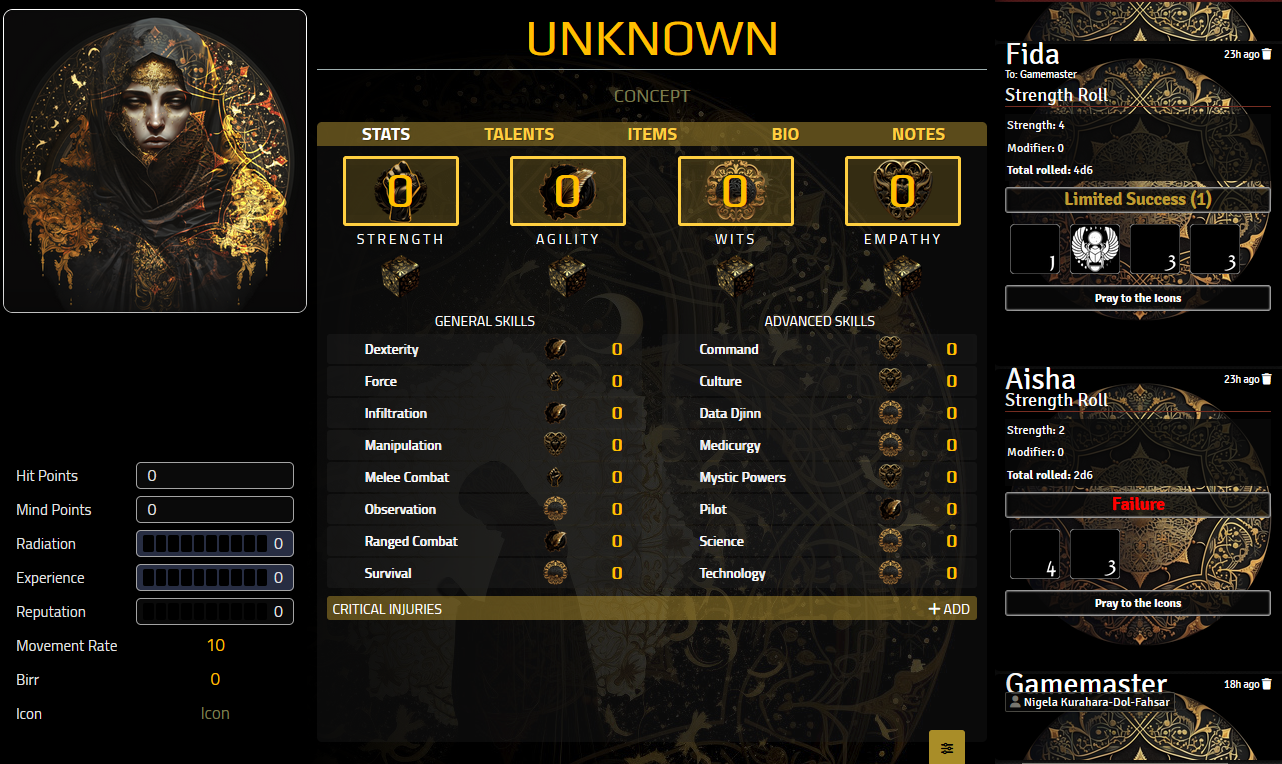 UNKNOWN
CONCEPT
STATS TALENTS ITEMS BIO NOTES
0 0 0 0
STRENGTH AGILITY WITS EMPATHY
GENERAL SKILLS
Dexterity 0
Force 0
Infiltration 0
Manipulation 0
Melee Combat 0
Observation 0
Ranged Combat 0
Survival 0
ADVANCED SKILLS
Command 0
Culture 0
Data Djinn 0
Medicurgy 0
Mystic Powers 0
Pilot 0
Science 0
Technology 0
CRITICAL INJURIES + ADD
Hit Points 0
Mind Points 0
Radiation 0
Experience 0
Reputation 0
Movement Rate 10
Birr 0
Icon Icon
Fida 23h ago
To: Gamemaster
Strength Roll
Strength: 4
Modifier: 0
Total rolled: 4d6
Limited Success (1)
1 3 3
Pray to the Icons
Aisha 23h ago
Strength Roll
Strength: 2
Modifier: 0
Total rolled: 2d6
Failure
4 3
Pray to the Icons
Gamemaster 18h ago
Nigela Kurahara-Dol-Fahsar